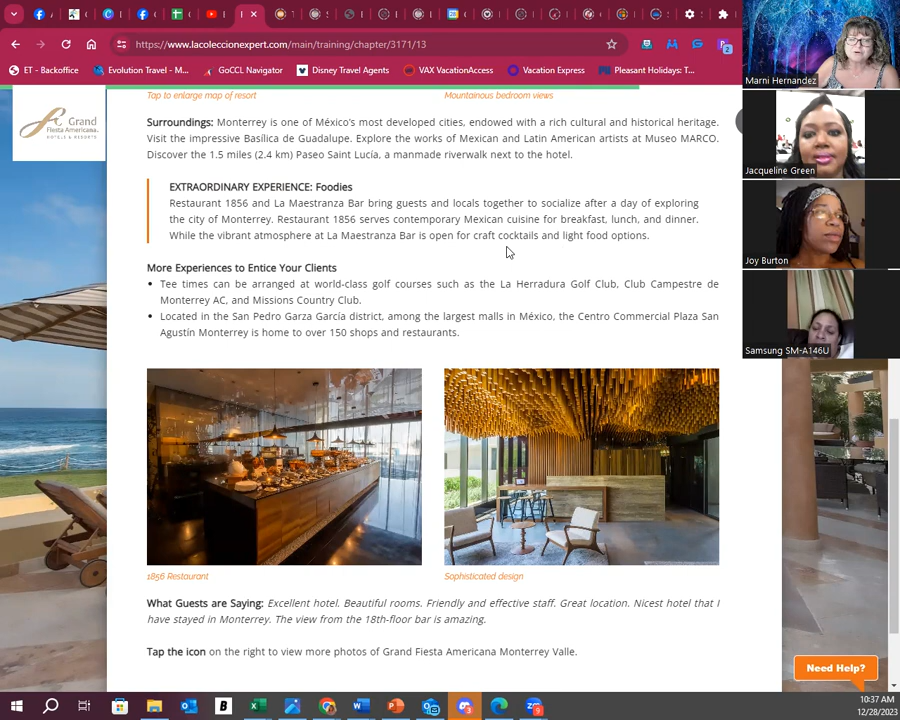 ET - Backoffice
Evolution Travel - M...
GoCCL Navigator
Disney Travel Agents
VAX VacationAccess
Vacation Express
Pleasant Holidays: T...
https://www.lacoleccionexpert.com/main/training/chapter/3171/13
Grand
Fiesta Americana
HOTELS & RESORTS
Tap to enlarge map of resort
Mountainous bedroom views
Surroundings: Monterrey is one of México's most developed cities, endowed with a rich cultural and historical heritage.
Visit the impressive Basílica de Guadalupe. Explore the works of Mexican and Latin American artists at Museo MARCO.
Discover the 1.5 miles (2.4 km) Paseo Saint Lucía, a manmade riverwalk next to the hotel.
EXTRAORDINARY EXPERIENCE: Foodies
Restaurant 1856 and La Maestranza Bar bring guests and locals together to socialize after a day of exploring
the city of Monterrey. Restaurant 1856 serves contemporary Mexican cuisine for breakfast, lunch, and dinner.
While the vibrant atmosphere at La Maestranza Bar is open for craft cocktails and light food options.
More Experiences to Entice Your Clients
• Tee times can be arranged at world-class golf courses such as the La Herradura Golf Club, Club Campestre de
Monterrey AC, and Missions Country Club.
• Located in the San Pedro Garza García district, among the largest malls in México, the Centro Commercial Plaza San
Agustín Monterrey is home to over 150 shops and restaurants.
1856 Restaurant
Sophisticated design
What Guests are Saying: Excellent hotel. Beautiful rooms. Friendly and effective staff. Great location. Nicest hotel that I
have stayed in Monterrey. The view from the 18th-floor bar is amazing.
Tap the icon on the right to view more photos of Grand Fiesta Americana Monterrey Valle.
Need Help?
Marni Hernandez
Jacqueline Green
Joy Burton
Samsung SM-A146U
10:37 AM
12/28/2023